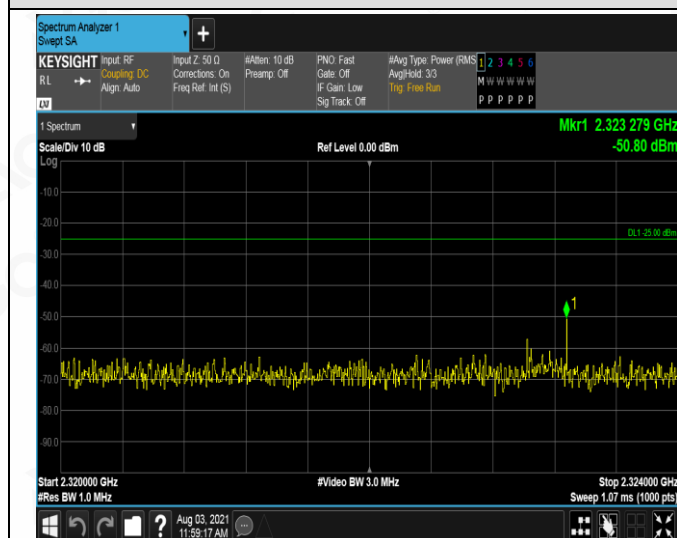 Spectrum Analyzer 1
Swept SA
+
KEYSIGHT Input: RF Input Z: 50 Ω #Atten: 10 dB PNO: Fast #Avg Type: Power (RMS 1 2 3 4 5 6
RL Coupling: DC Corrections: On Preamp: Off Gate: Off Avg|Hold: 3/3 M W W W W W
Align: Auto Freq Ref: Int (S) IF Gain: Low Trig: Free Run
LXI Sig Track: Off P P P P P P
1 Spectrum Mkr1 2.323 279 GHz
Scale/Div 10 dB Ref Level 0.00 dBm -50.80 dBm
Log
-10.0
-20.0
DL1 -25.00 dBm
-30.0
-40.0
1
-50.0
-60.0
-70.0
-80.0
-90.0
Start 2.320000 GHz #Video BW 3.0 MHz Stop 2.324000 GHz
#Res BW 1.0 MHz Sweep 1.07 ms (1000 pts)
? Aug 03, 2021
11:59:17 AM